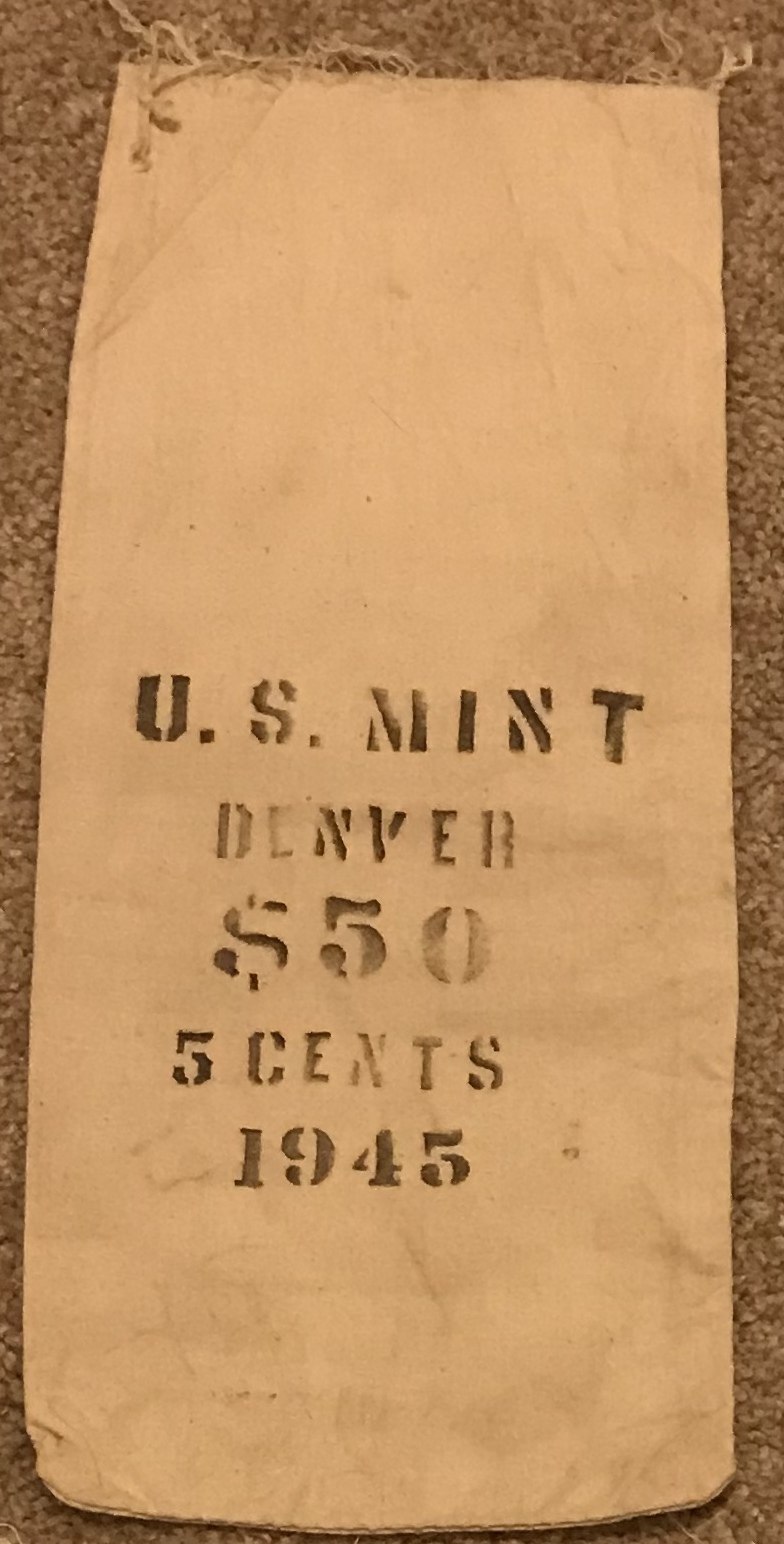 U.S. MINT
DENVER
$50
5 CENTS
1945